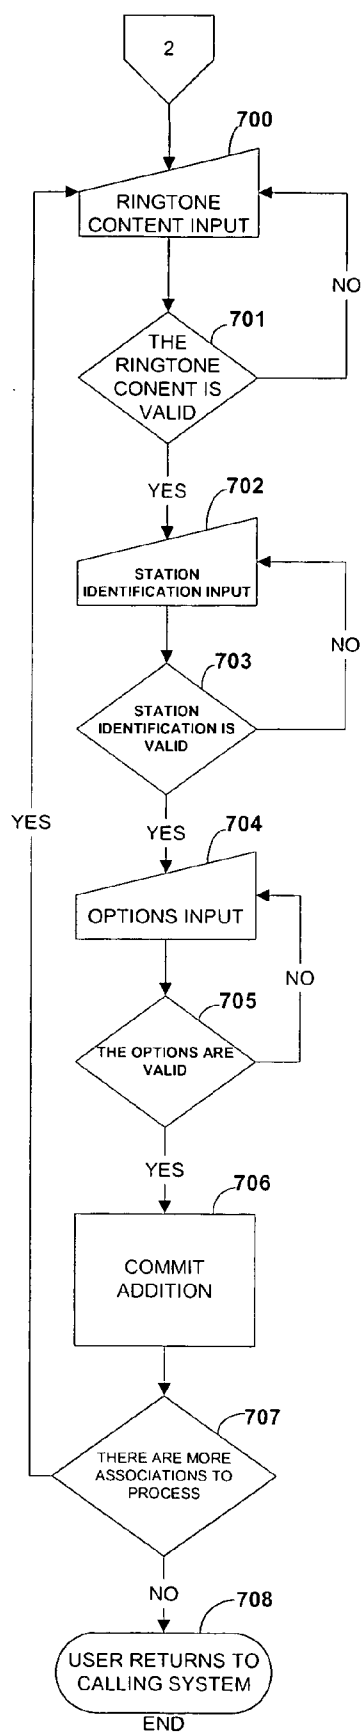 2
700
RINGTONE
CONTENT INPUT
NO
701
THE
RINGTONE
CONENT IS
VALID
YES
702
STATION
IDENTIFICATION INPUT
NO
703
STATION
IDENTIFICATION IS
VALID
YES
YES
704
OPTIONS INPUT
NO
705
THE OPTIONS ARE
VALID
YES
706
COMMIT
ADDITION
707
THERE ARE MORE
ASSOCIATIONS TO
PROCESS
NO
708
USER RETURNS TO
CALLING SYSTEM
END